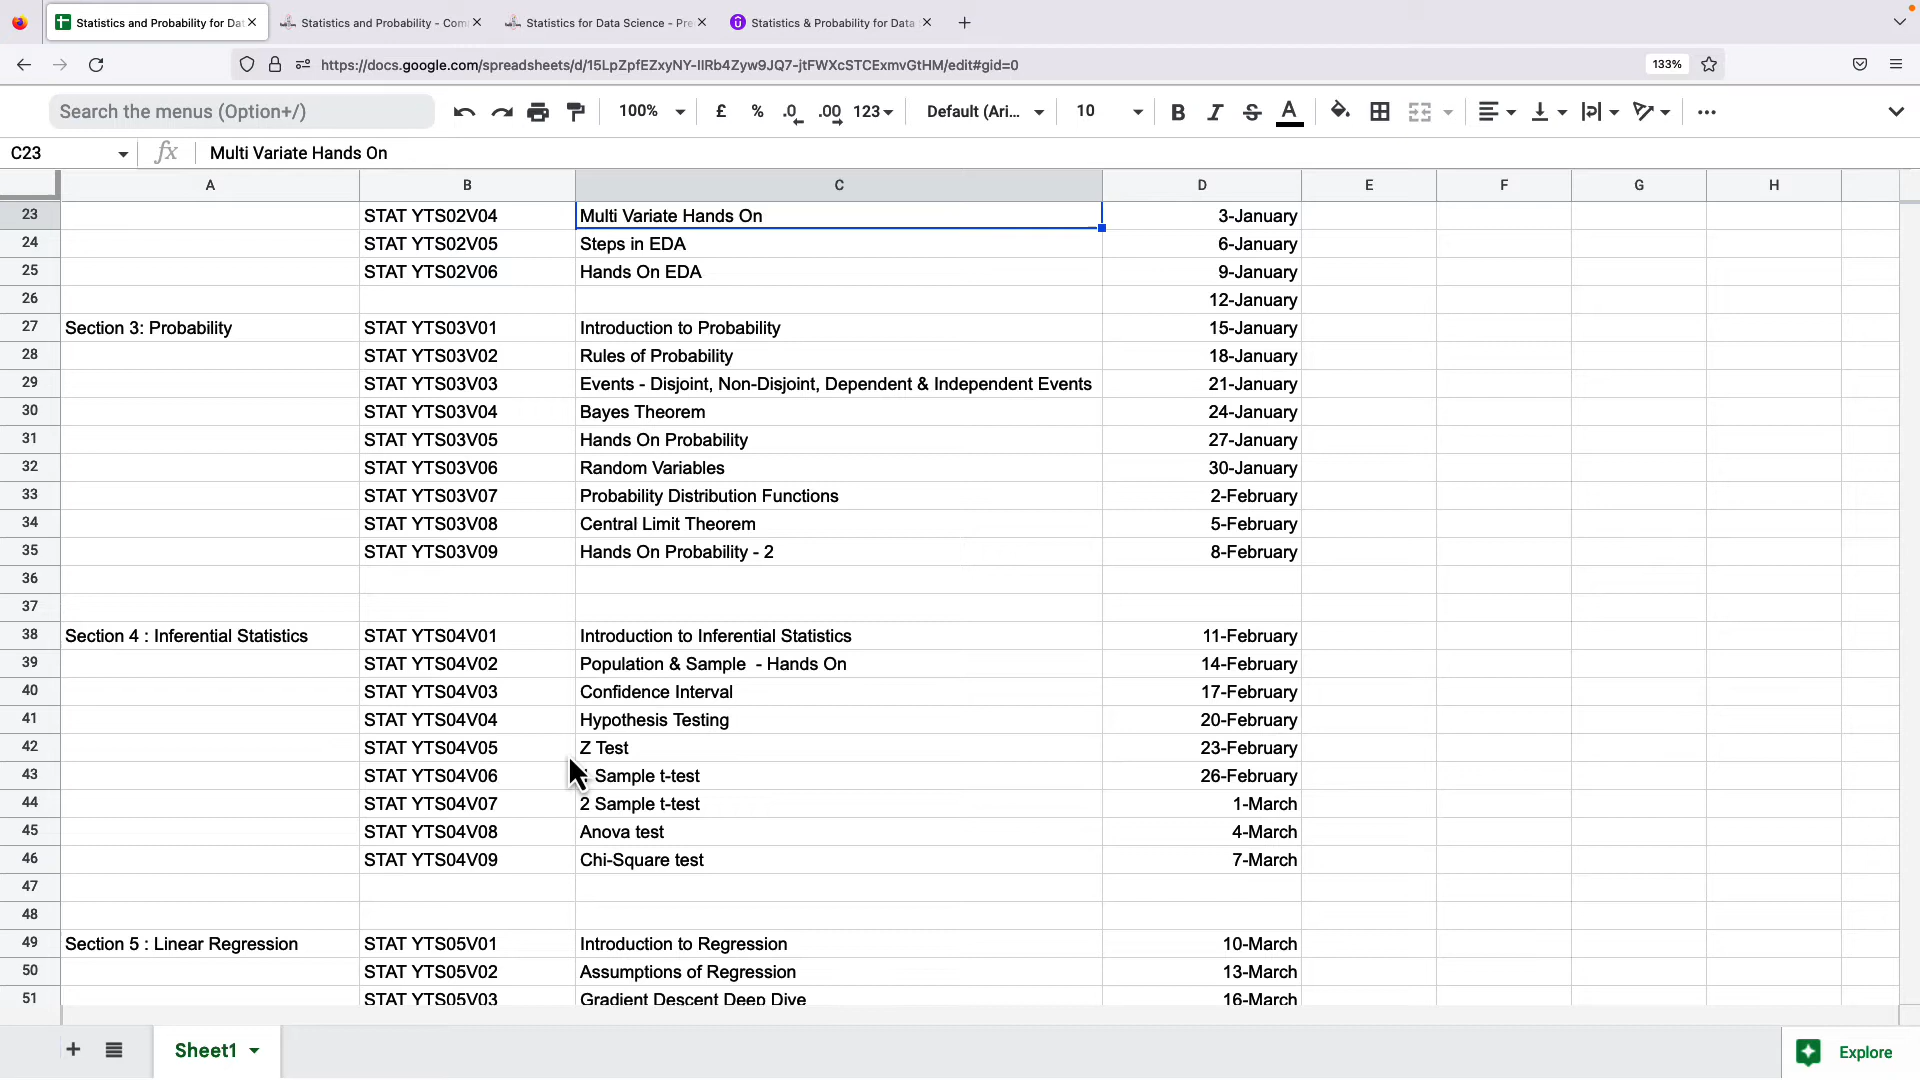 Statistics and Probability for Da
Statistics and Probability - Com
Statistics for Data Science - Pre
Statistics & Probability for Data
https://docs.google.com/spreadsheets/d/15LpZpfEZxyNY-IIRb4Zyw9JQ7-jtFWXcSTCExmvGtHM/edit#gid=0
133%
Search the menus (Option+/)
100%
£ % .0 .00 123
Default (Ari...
10
B I S A
C23
fx
Multi Variate Hands On
A B C D E F G H
23 STAT YTS02V04 Multi Variate Hands On 3-January
24 STAT YTS02V05 Steps in EDA 6-January
25 STAT YTS02V06 Hands On EDA 9-January
26 12-January
27 Section 3: Probability STAT YTS03V01 Introduction to Probability 15-January
28 STAT YTS03V02 Rules of Probability 18-January
29 STAT YTS03V03 Events - Disjoint, Non-Disjoint, Dependent & Independent Events 21-January
30 STAT YTS03V04 Bayes Theorem 24-January
31 STAT YTS03V05 Hands On Probability 27-January
32 STAT YTS03V06 Random Variables 30-January
33 STAT YTS03V07 Probability Distribution Functions 2-February
34 STAT YTS03V08 Central Limit Theorem 5-February
35 STAT YTS03V09 Hands On Probability - 2 8-February
36
37
38 Section 4 : Inferential Statistics STAT YTS04V01 Introduction to Inferential Statistics 11-February
39 STAT YTS04V02 Population & Sample - Hands On 14-February
40 STAT YTS04V03 Confidence Interval 17-February
41 STAT YTS04V04 Hypothesis Testing 20-February
42 STAT YTS04V05 Z Test 23-February
43 STAT YTS04V06 Sample t-test 26-February
44 STAT YTS04V07 2 Sample t-test 1-March
45 STAT YTS04V08 Anova test 4-March
46 STAT YTS04V09 Chi-Square test 7-March
47
48
49 Section 5 : Linear Regression STAT YTS05V01 Introduction to Regression 10-March
50 STAT YTS05V02 Assumptions of Regression 13-March
51 STAT YTS05V03 Gradient Descent Deep Dive 16-March
Sheet1
Explore